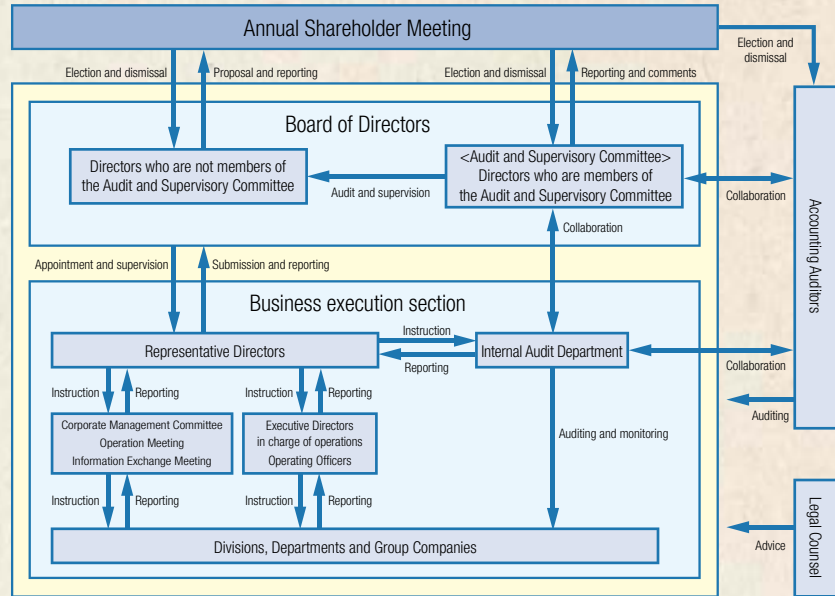 Annual Shareholder Meeting
Election and dismissal
Proposal and reporting
Election and dismissal
Reporting and comments
Election and
dismissal
Board of Directors
Directors who are not members of
the Audit and Supervisory Committee
Audit and supervision
<Audit and Supervisory Committee>
Directors who are members of
the Audit and Supervisory Committee
Collaboration
Accounting Auditors
Collaboration
Appointment and supervision
Submission and reporting
Business execution section
Representative Directors
Instruction
Reporting
Internal Audit Department
Collaboration
Instruction
Reporting
Instruction
Reporting
Corporate Management Committee
Operation Meeting
Information Exchange Meeting
Executive Directors
in charge of operations
Operating Officers
Auditing and monitoring
Auditing
Instruction
Reporting
Instruction
Reporting
Divisions, Departments and Group Companies
Advice
Legal Counsel